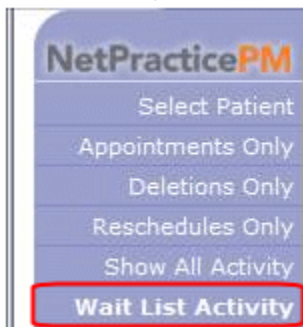 NetPracticePM
Select Patient
Appointments Only
Deletions Only
Reschedules Only
Show All Activity
Wait List Activity